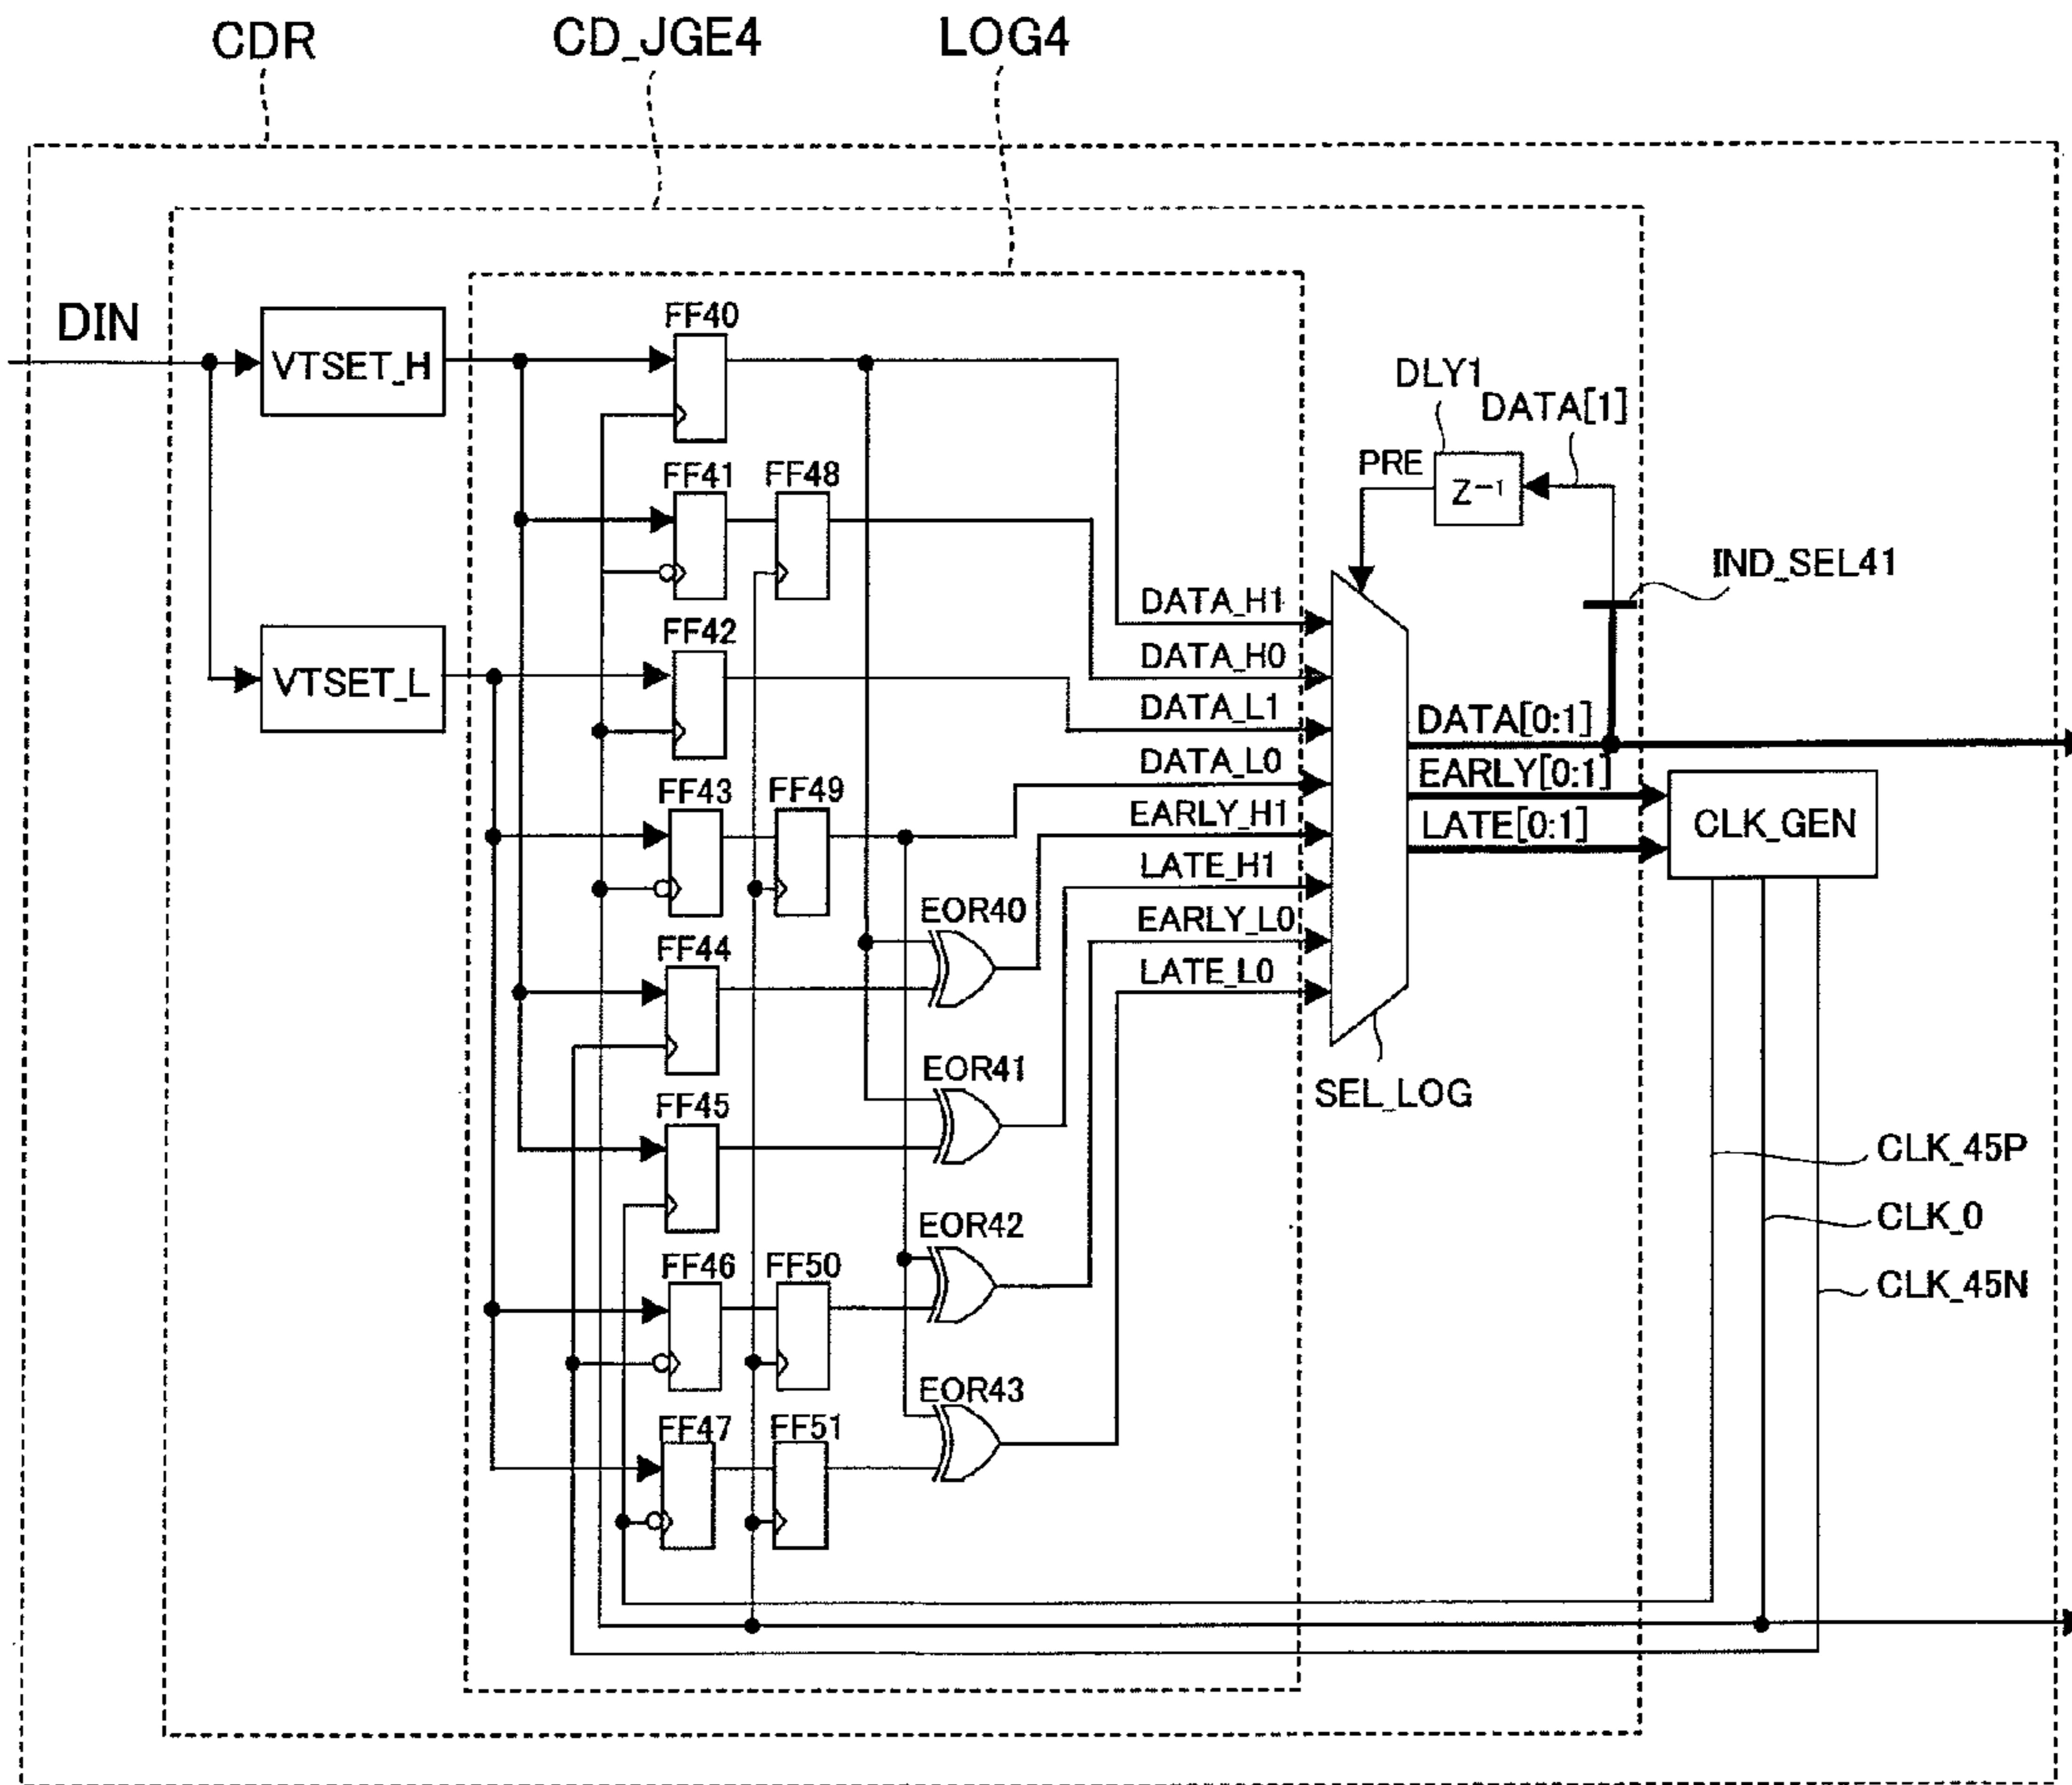 CDR
CD_JGE4
LOG4
DIN
VTSET_H
VTSET_L
FF40
FF41
FF48
FF42
FF43
FF49
FF44
FF45
FF46
FF50
FF47
FF51
EOR40
EOR41
EOR42
EOR43
DATA_H1
DATA_H0
DATA_L1
DATA_L0
EARLY_H1
LATE_H1
EARLY_L0
LATE_L0
DLY1
DATA[1]
PRE
Z⁻¹
IND_SEL41
DATA[0:1]
EARLY[0:1]
LATE[0:1]
CLK_GEN
SEL_LOG
CLK_45P
CLK_0
CLK_45N